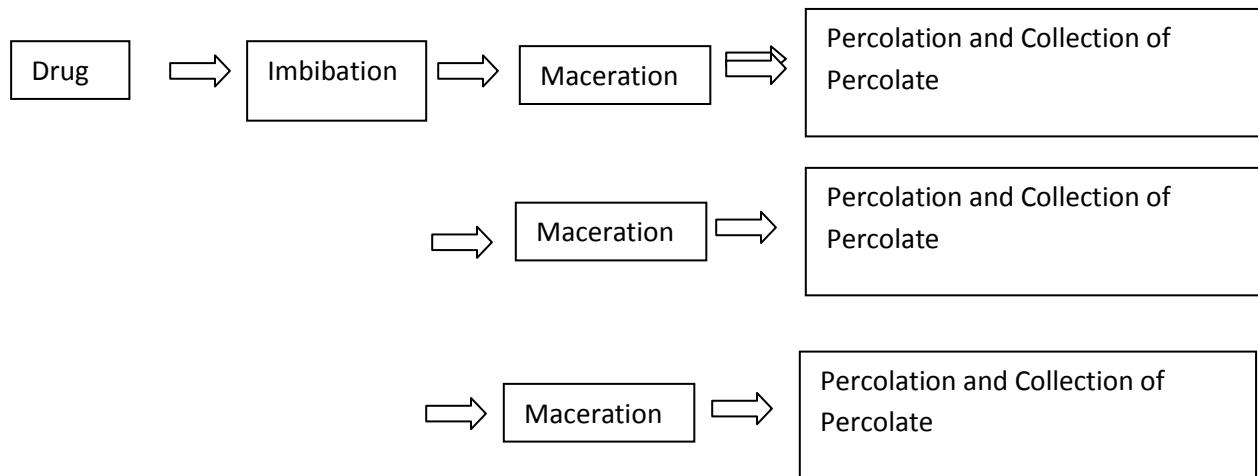 Drug
Imbibation
Maceration
Percolation and Collection of
Percolate
Maceration
Percolation and Collection of
Percolate
Maceration
Percolation and Collection of
Percolate